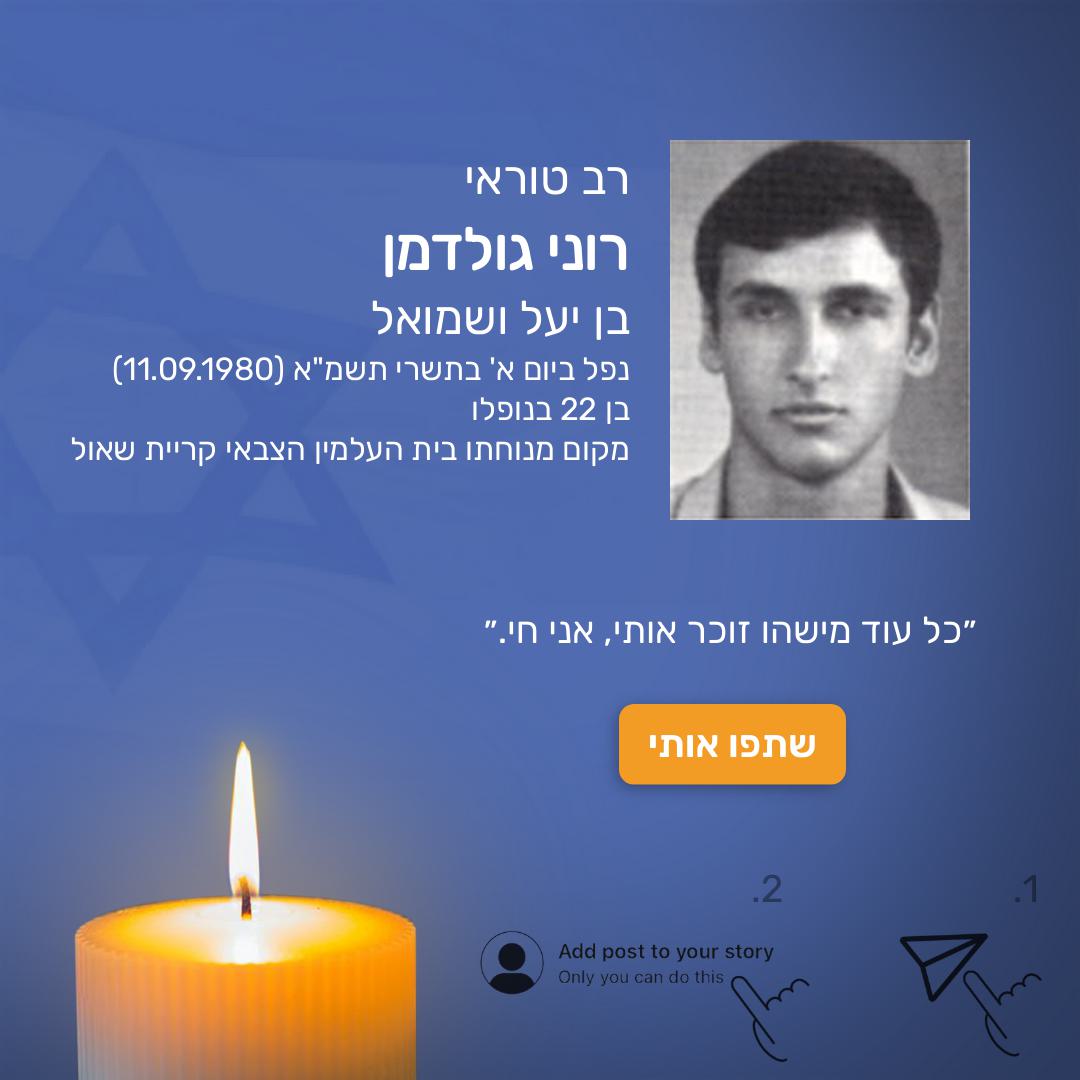 רב טוראי
רוני גולדמן
בן יעל ושמואל
נפל ביום א' בתשרי תשמ"א (11.09.1980)
בן 22 בנופלו
מקום מנוחתו בית העלמין הצבאי קריית שאול
״כל עוד מישהו זוכר אותי, אני חי.״
שתפו אותי
1.
2.
Add post to your story
Only you can do this